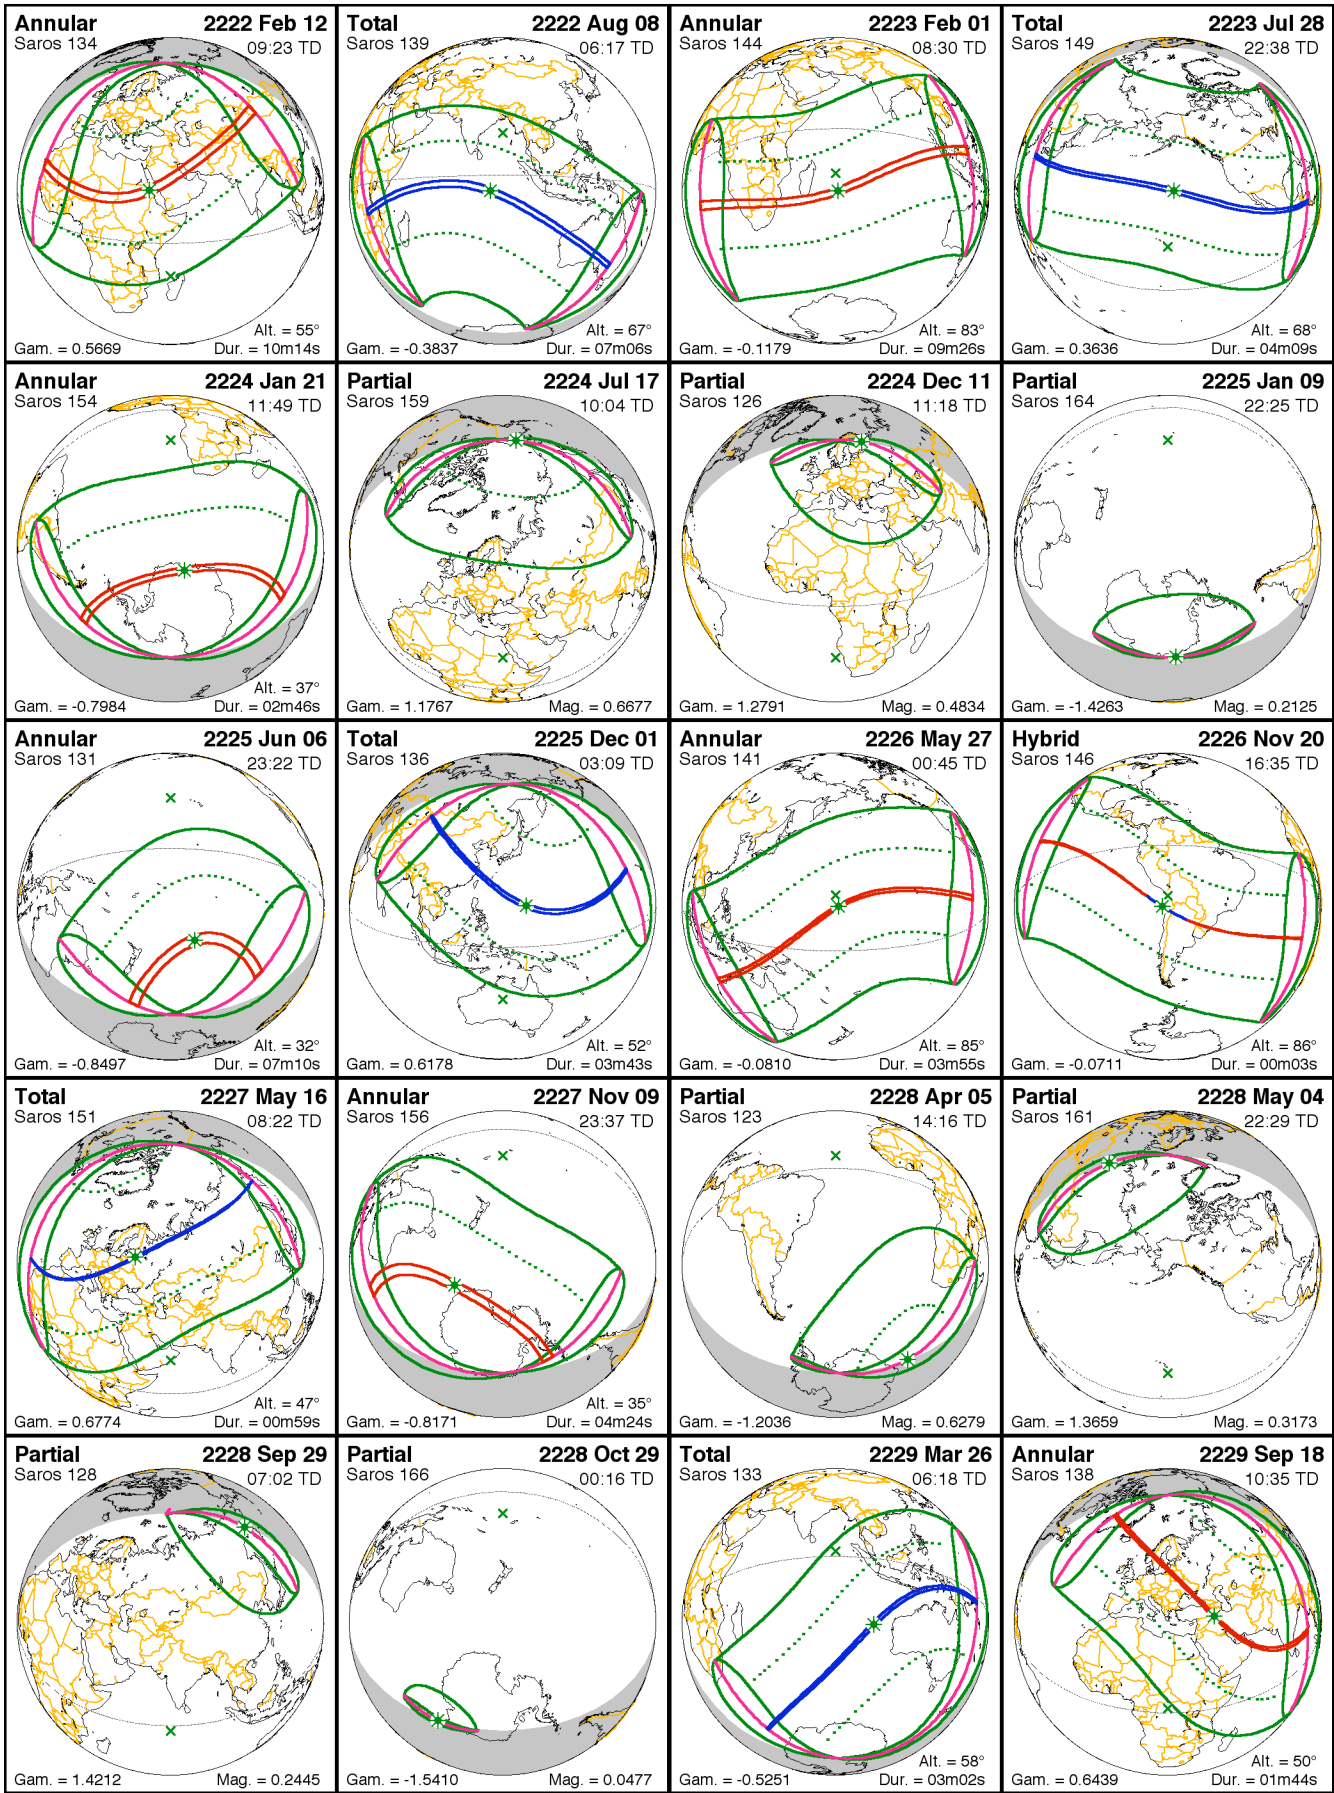 Annular 2222 Feb 12
Saros 134 09:23 TD
Alt. = 55°
Gam. = 0.5669 Dur. = 10m14s
Total 2222 Aug 08
Saros 139 06:17 TD
Alt. = 67°
Gam. = -0.3837 Dur. = 07m06s
Annular 2223 Feb 01
Saros 144 08:30 TD
Alt. = 83°
Gam. = -0.1179 Dur. = 09m26s
Total 2223 Jul 28
Saros 149 22:38 TD
Alt. = 68°
Gam. = 0.3636 Dur. = 04m09s
Annular 2224 Jan 21
Saros 154 11:49 TD
Alt. = 37°
Gam. = -0.7984 Dur. = 02m46s
Partial 2224 Jul 17
Saros 159 10:04 TD
Gam. = 1.1767 Mag. = 0.6677
Partial 2224 Dec 11
Saros 126 11:18 TD
Gam. = 1.2791 Mag. = 0.4834
Partial 2225 Jan 09
Saros 164 22:25 TD
Gam. = -1.4263 Mag. = 0.2125
Annular 2225 Jun 06
Saros 131 23:22 TD
Alt. = 32°
Gam. = -0.8497 Dur. = 07m10s
Total 2225 Dec 01
Saros 136 03:09 TD
Alt. = 52°
Gam. = 0.6178 Dur. = 03m43s
Annular 2226 May 27
Saros 141 00:45 TD
Alt. = 85°
Gam. = -0.0810 Dur. = 03m55s
Hybrid 2226 Nov 20
Saros 146 16:35 TD
Alt. = 86°
Gam. = -0.0711 Dur. = 00m03s
Total 2227 May 16
Saros 151 08:22 TD
Alt. = 47°
Gam. = 0.6774 Dur. = 00m59s
Annular 2227 Nov 09
Saros 156 23:37 TD
Alt. = 35°
Gam. = -0.8171 Dur. = 04m24s
Partial 2228 Apr 05
Saros 123 14:16 TD
Gam. = -1.2036 Mag. = 0.6279
Partial 2228 May 04
Saros 161 22:29 TD
Gam. = 1.3659 Mag. = 0.3173
Partial 2228 Sep 29
Saros 128 07:02 TD
Gam. = 1.4212 Mag. = 0.2445
Partial 2228 Oct 29
Saros 166 00:16 TD
Gam. = -1.5410 Mag. = 0.0477
Total 2229 Mar 26
Saros 133 06:18 TD
Alt. = 58°
Gam. = -0.5251 Dur. = 03m02s
Annular 2229 Sep 18
Saros 138 10:35 TD
Alt. = 50°
Gam. = 0.6439 Dur. = 01m44s